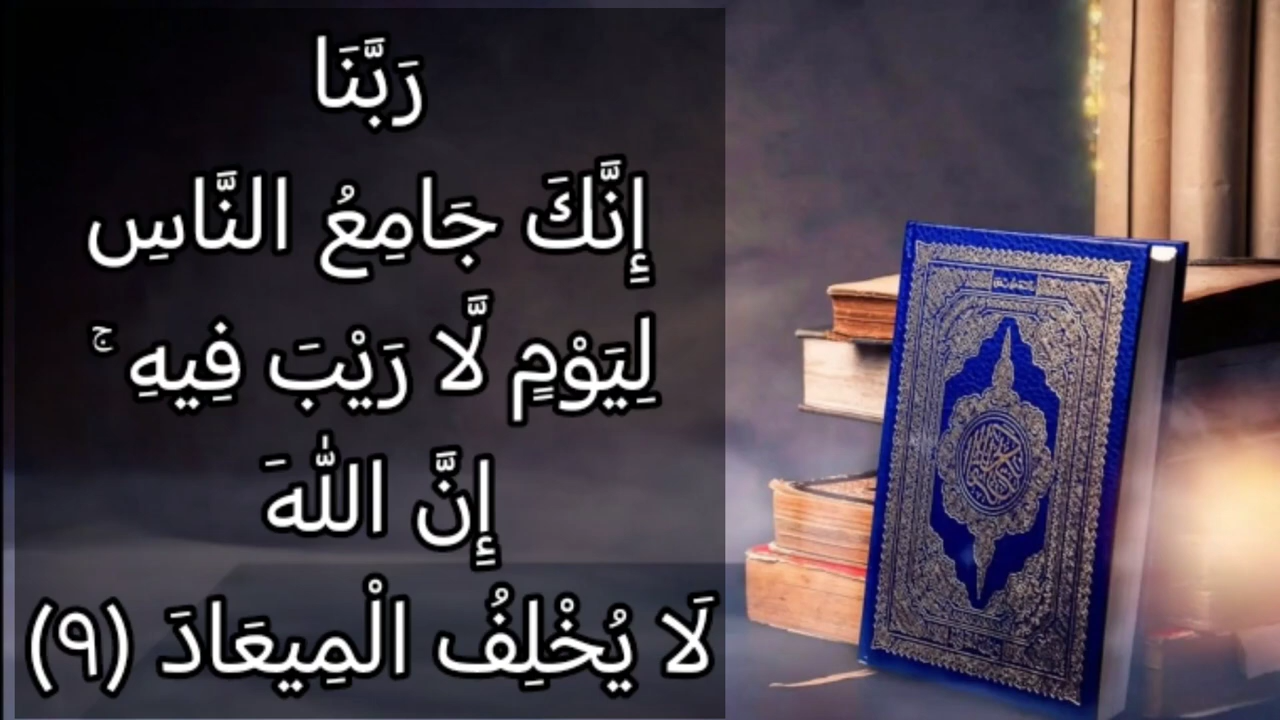 رَبَّنَا
إِنَّكَ جَامِعُ النَّاسِ
لِيَوْمٍ لَّا رَيْبَ فِيهِ ۚ
إِنَّ اللّٰهَ
لَا يُخْلِفُ الْمِيعَادَ (٩)